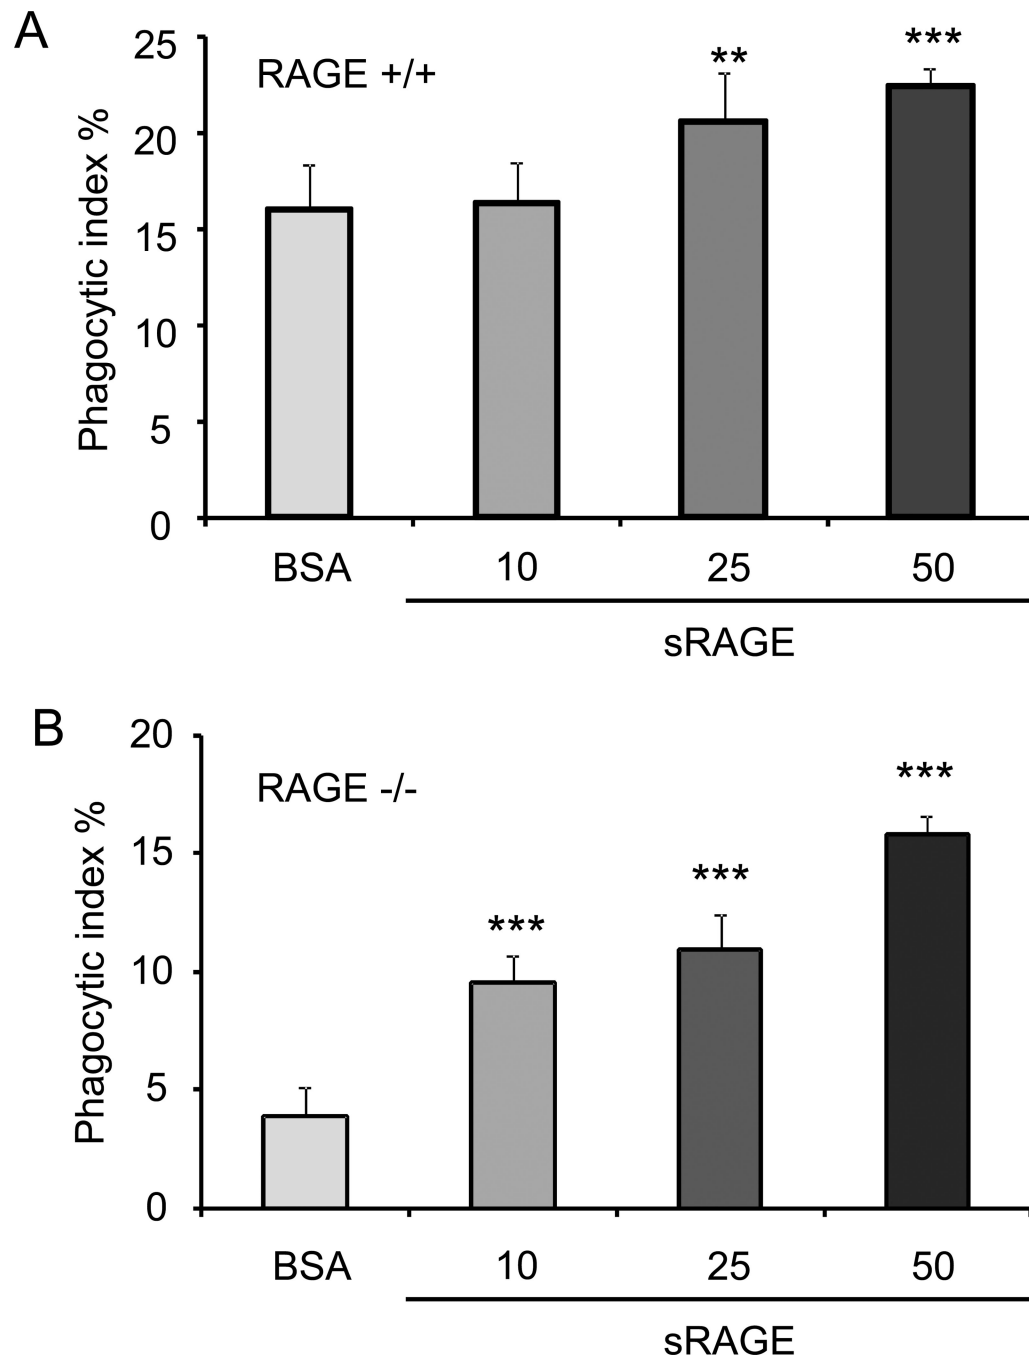 A
RAGE +/+
** ***
Phagocytic index %
25
20
15
10
5
0
BSA 10 25 50
sRAGE
B
RAGE -/-
*** *** ***
Phagocytic index %
20
15
10
5
0
BSA 10 25 50
sRAGE